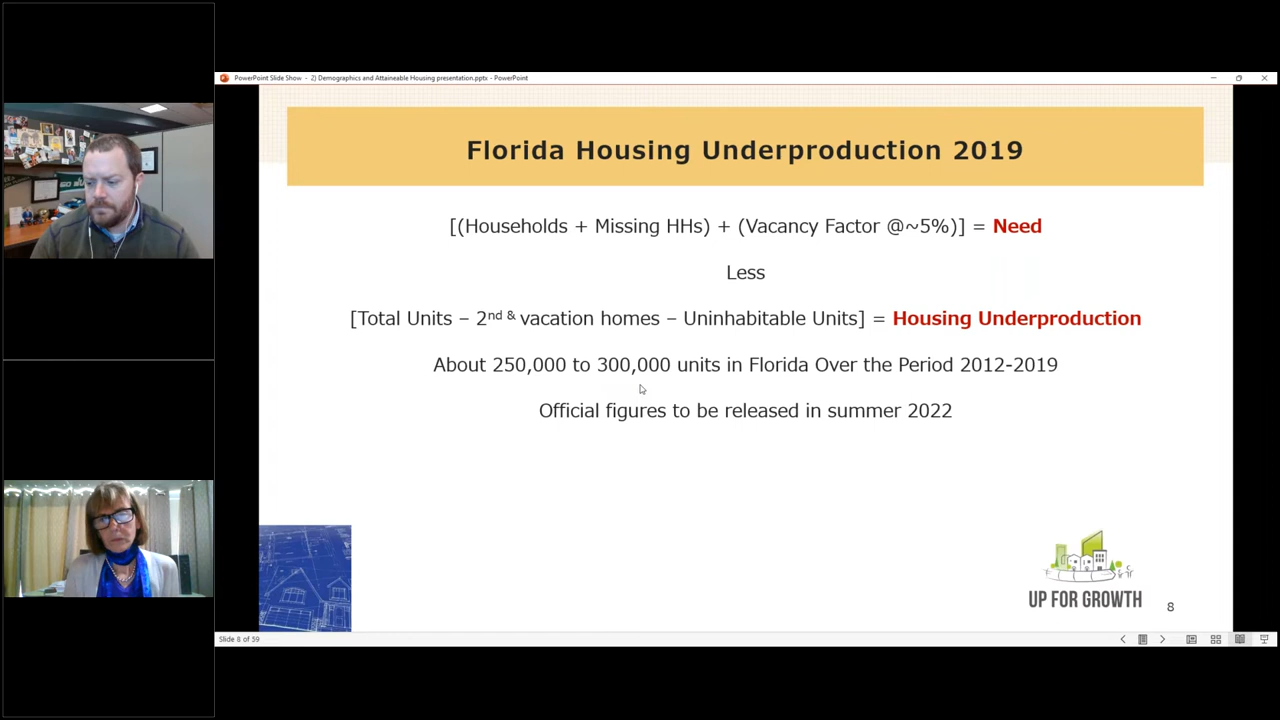 PowerPoint Slide Show - 2) Demographics and Attaineable Housing presentation.pptx - PowerPoint
Florida Housing Underproduction 2019
[(Households + Missing HHs) + (Vacancy Factor @~5%)] = Need
Less
[Total Units – 2nd & vacation homes – Uninhabitable Units] = Housing Underproduction
About 250,000 to 300,000 units in Florida Over the Period 2012-2019
Official figures to be released in summer 2022
UP FOR GROWTH
8
Slide 8 of 59